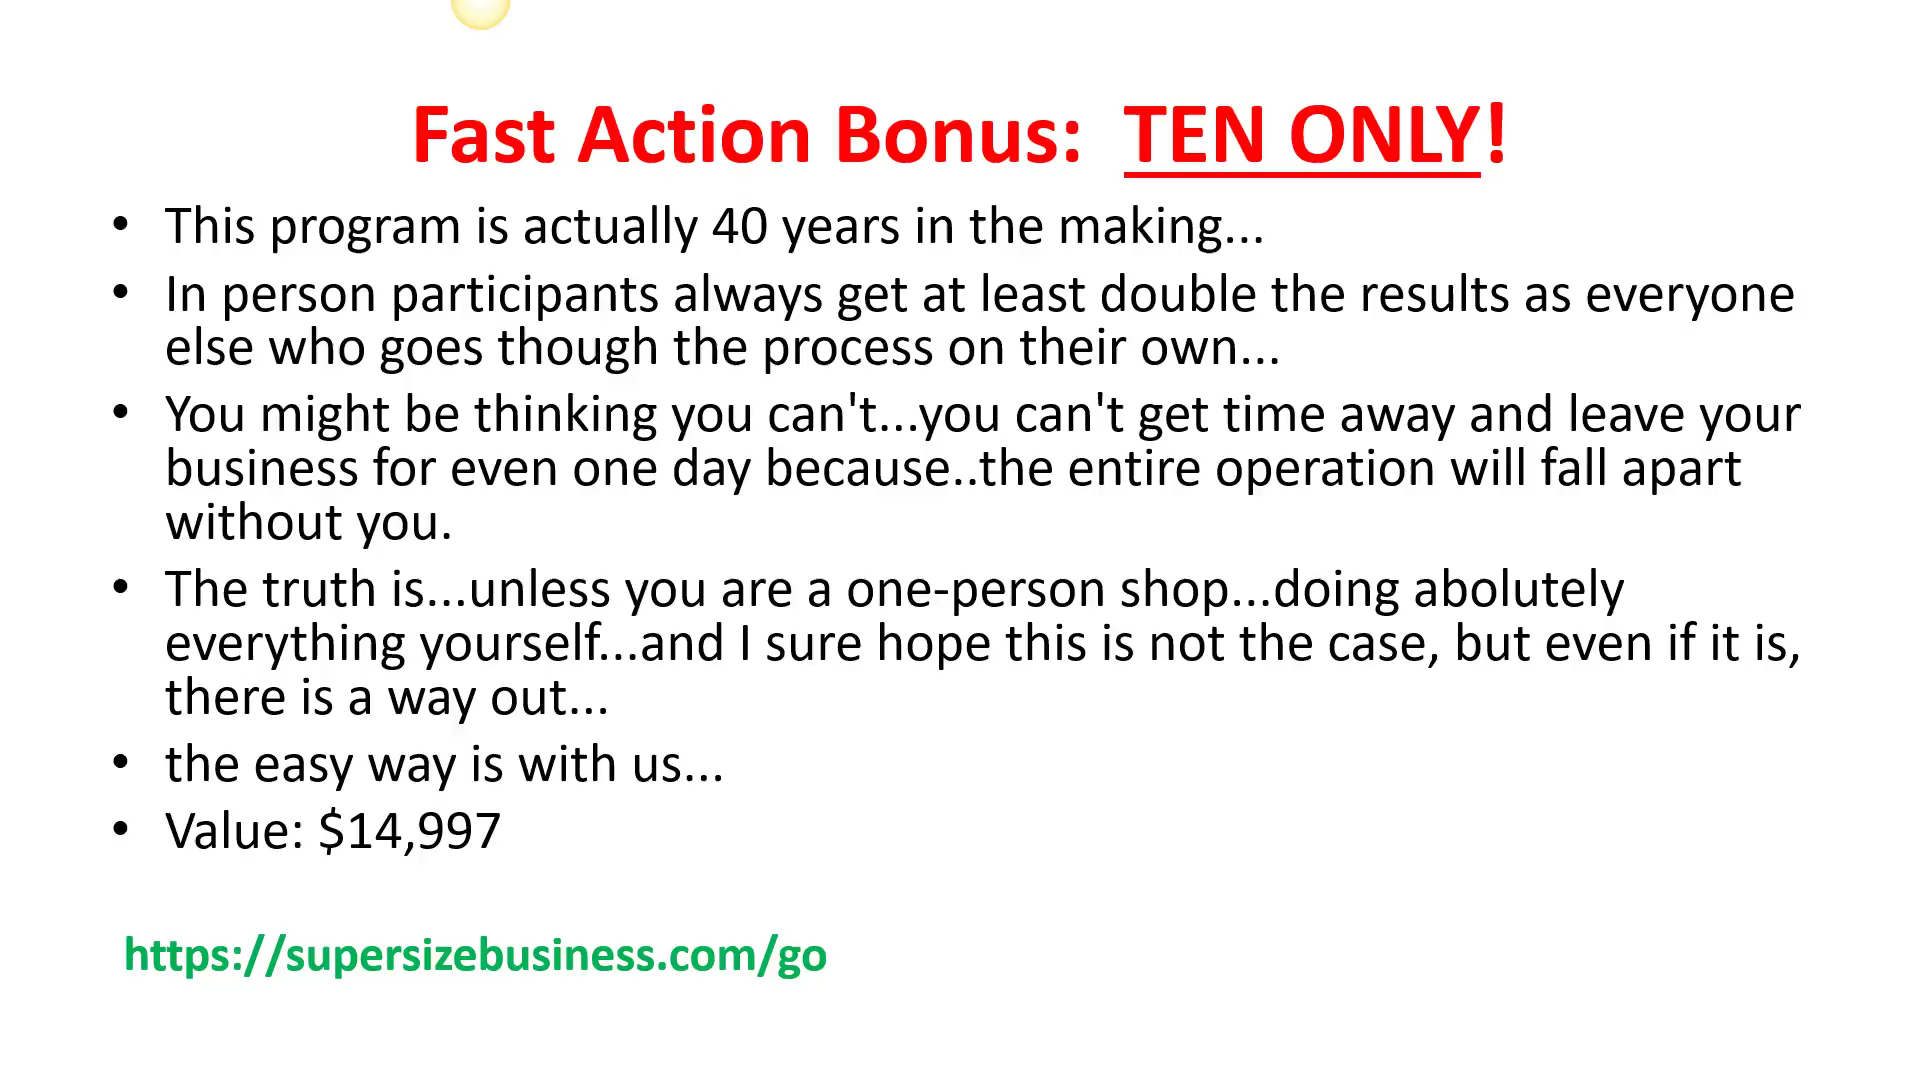 Fast Action Bonus:  TEN ONLY!
• This program is actually 40 years in the making...
• In person participants always get at least double the results as everyone
else who goes though the process on their own...
• You might be thinking you can't...you can't get time away and leave your
business for even one day because..the entire operation will fall apart
without you.
• The truth is...unless you are a one-person shop...doing abolutely
everything yourself...and I sure hope this is not the case, but even if it is,
there is a way out...
• the easy way is with us...
• Value: $14,997
https://supersizebusiness.com/go